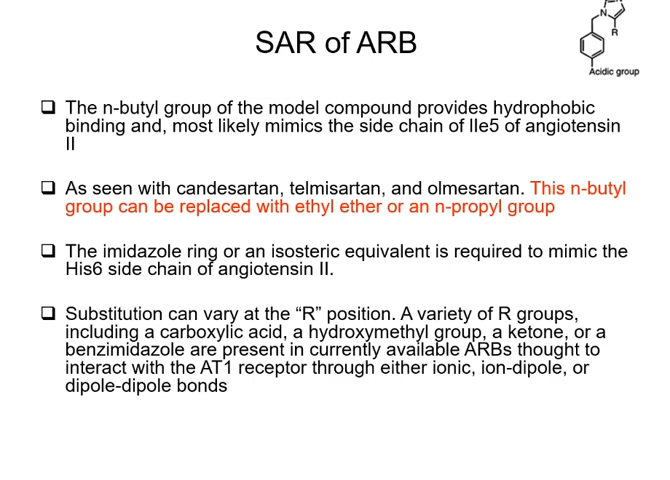 SAR of ARB
N
R
Acidic group
❑ The n-butyl group of the model compound provides hydrophobic
binding and, most likely mimics the side chain of Ile5 of angiotensin
II
❑ As seen with candesartan, telmisartan, and olmesartan. This n-butyl
group can be replaced with ethyl ether or an n-propyl group
❑ The imidazole ring or an isosteric equivalent is required to mimic the
His6 side chain of angiotensin II.
❑ Substitution can vary at the “R” position. A variety of R groups,
including a carboxylic acid, a hydroxymethyl group, a ketone, or a
benzimidazole are present in currently available ARBs thought to
interact with the AT1 receptor through either ionic, ion-dipole, or
dipole-dipole bonds